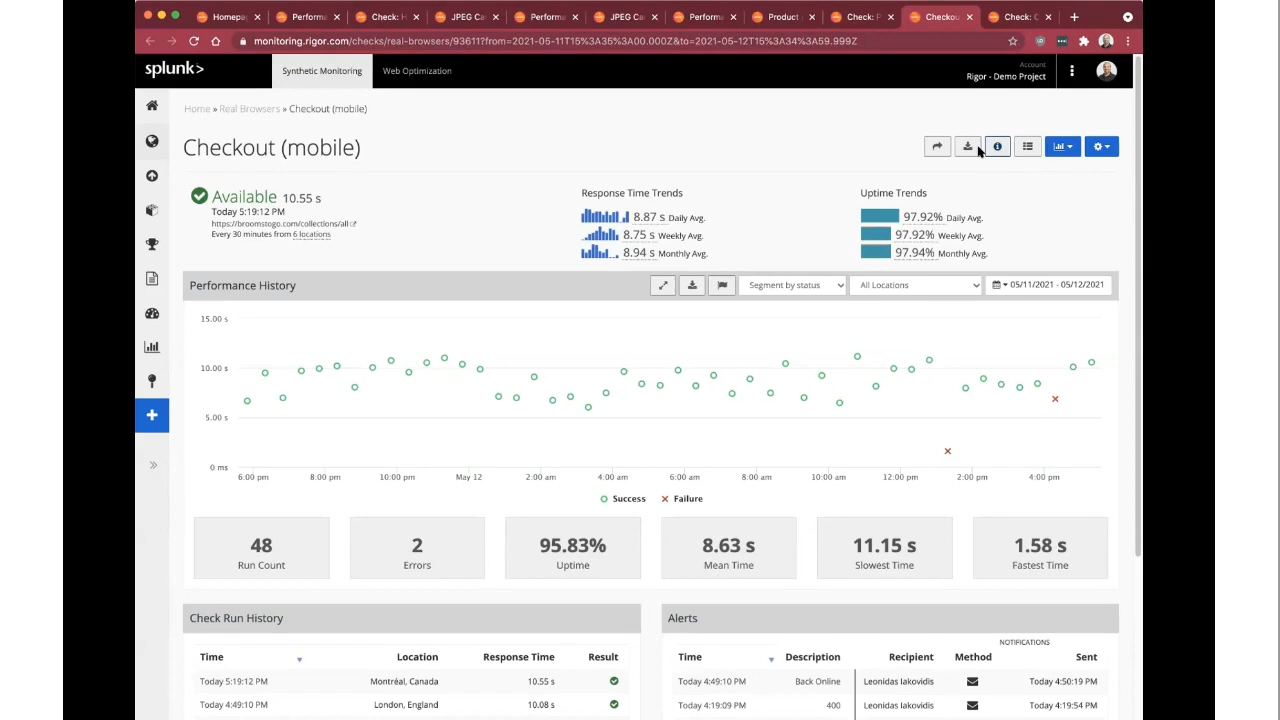 Homepa
Performa
Check: H
JPEG Ca
Performa
JPEG Ca
Performa
Product
Check: P
Checkou
Check: C
monitoring.rigor.com/checks/real-browsers/93611?from=2021-05-11T15%3A35%3A00.000Z&to=2021-05-12T15%3A34%3A59.999Z
splunk>
Synthetic Monitoring
Web Optimization
Account
Rigor - Demo Project
Home » Real Browsers » Checkout (mobile)
Checkout (mobile)
Available 10.55 s
Today 5:19:12 PM
https://broomstogo.com/collections/all
Every 30 minutes from 6 locations
Response Time Trends
8.87 s Daily Avg.
8.75 s Weekly Avg.
8.94 s Monthly Avg.
Uptime Trends
97.92% Daily Avg.
97.92% Weekly Avg.
97.94% Monthly Avg.
Performance History
Segment by status
All Locations
05/11/2021 - 05/12/2021
15.00 s
10.00 s
5.00 s
0 ms
6:00 pm
8:00 pm
10:00 pm
May 12
2:00 am
4:00 am
6:00 am
8:00 am
10:00 am
12:00 pm
2:00 pm
4:00 pm
Success
Failure
48
Run Count
2
Errors
95.83%
Uptime
8.63 s
Mean Time
11.15 s
Slowest Time
1.58 s
Fastest Time
Check Run History
Time Location Response Time Result
Today 5:19:12 PM Montréal, Canada 10.55 s
Today 4:49:10 PM London, England 10.08 s
Alerts
NOTIFICATIONS
Time Description Recipient Method Sent
Today 4:49:10 PM Back Online Leonidas Iakovidis Today 4:50:19 PM
Today 4:19:09 PM 400 Leonidas Iakovidis Today 4:19:54 PM